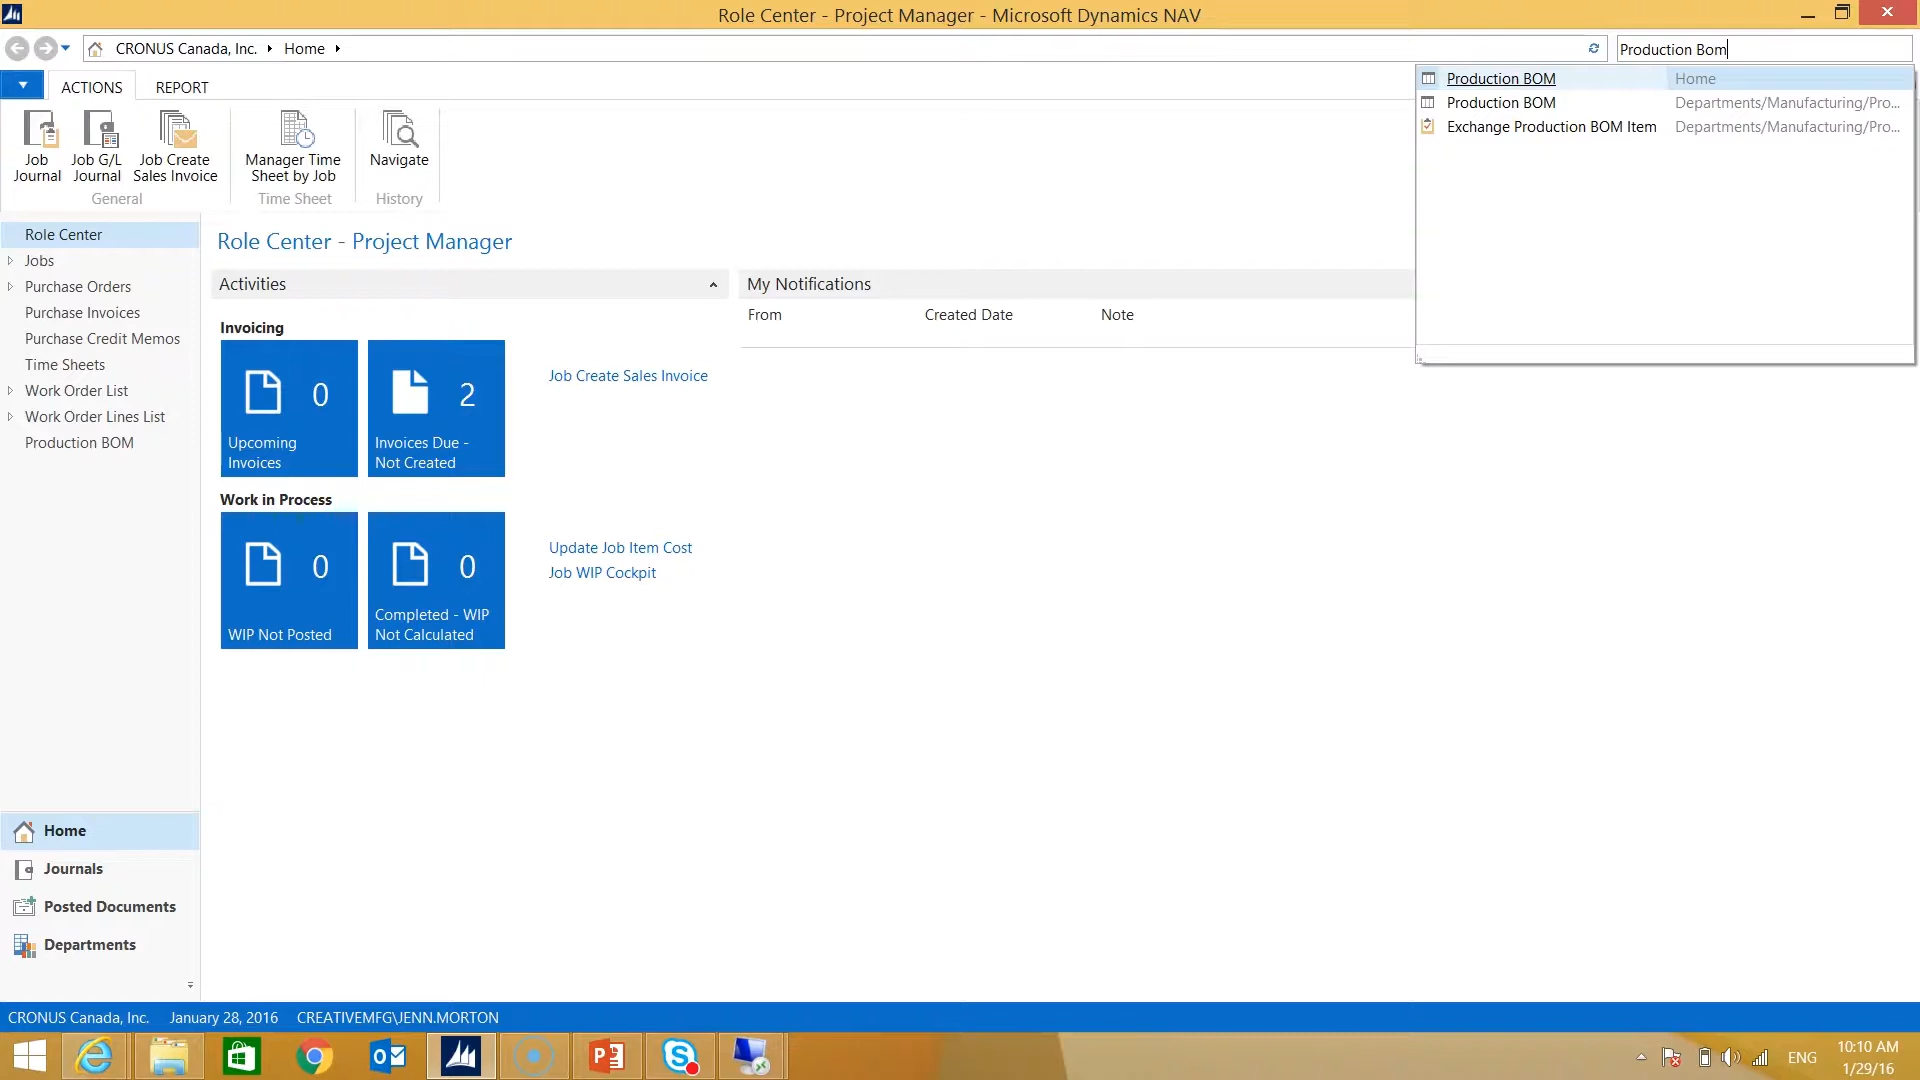 Role Center - Project Manager - Microsoft Dynamics NAV
CRONUS Canada, Inc. Home
Production Bom
ACTIONS REPORT
Production BOM Home
Production BOM Departments/Manufacturing/Pro...
Exchange Production BOM Item Departments/Manufacturing/Pro...
Job Journal
Job G/L Journal
Job Create Sales Invoice
General
Manager Time Sheet by Job
Time Sheet
Navigate
History
Role Center
Jobs
Purchase Orders
Purchase Invoices
Purchase Credit Memos
Time Sheets
Work Order List
Work Order Lines List
Production BOM
Home
Journals
Posted Documents
Departments
Role Center - Project Manager
Activities
Invoicing
0
Upcoming
Invoices
2
Invoices Due -
Not Created
Job Create Sales Invoice
Work in Process
0
WIP Not Posted
0
Completed - WIP
Not Calculated
Update Job Item Cost
Job WIP Cockpit
My Notifications
From Created Date Note
CRONUS Canada, Inc. January 28, 2016 CREATIVEMFG\JENN.MORTON
ENG
10:10 AM
1/29/16